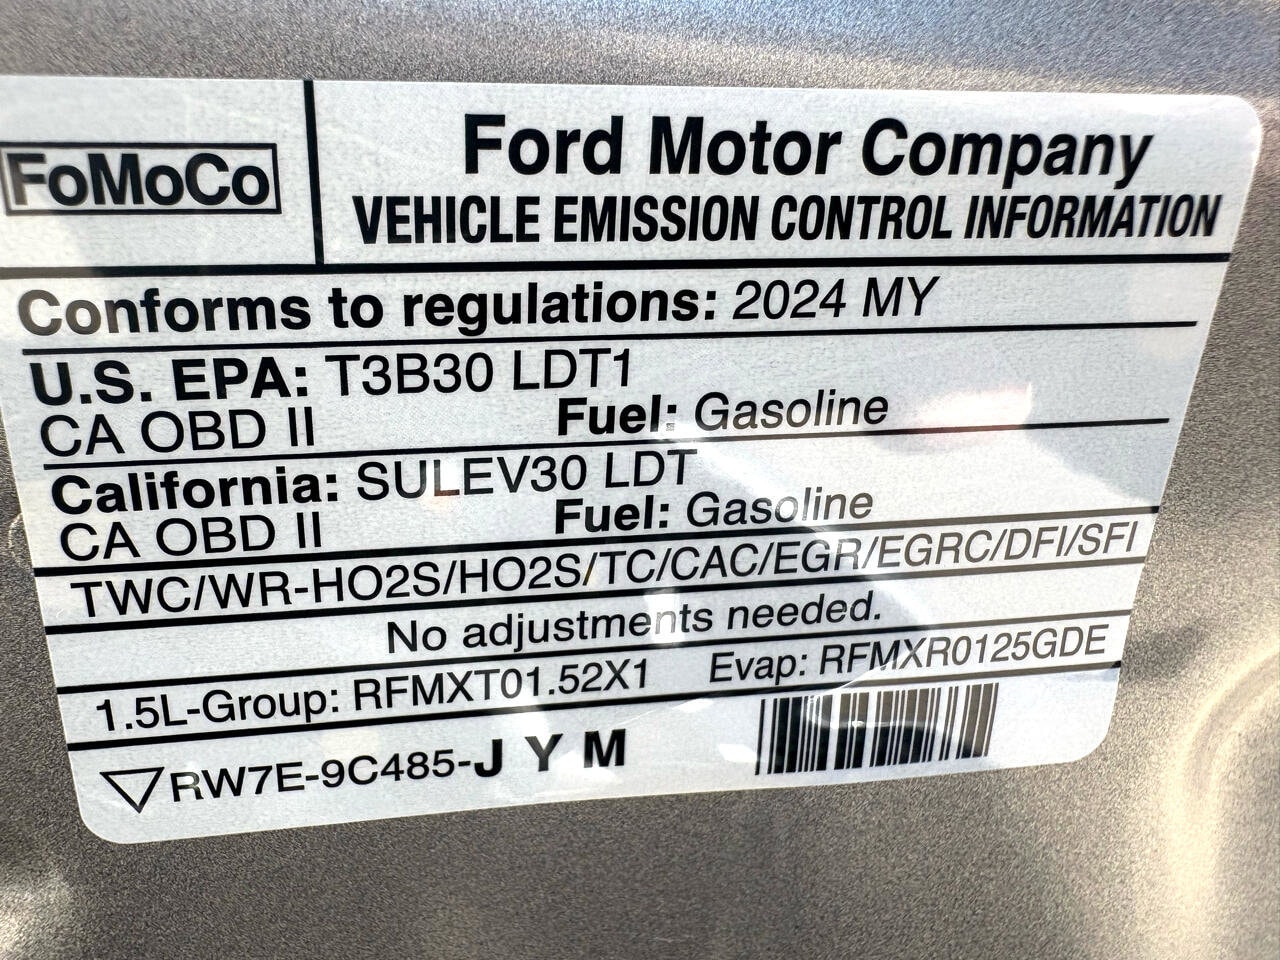 FoMoCo
Ford Motor Company
VEHICLE EMISSION CONTROL INFORMATION
Conforms to regulations: 2024 MY
U.S. EPA: T3B30 LDT1
CA OBD II Fuel: Gasoline
California: SULEV30 LDT
CA OBD II Fuel: Gasoline
TWC/WR-HO2S/HO2S/TC/CAC/EGR/EGRC/DFI/SFI
No adjustments needed.
1.5L-Group: RFMXT01.52X1 Evap: RFMXR0125GDE
RW7E-9C485-J Y M